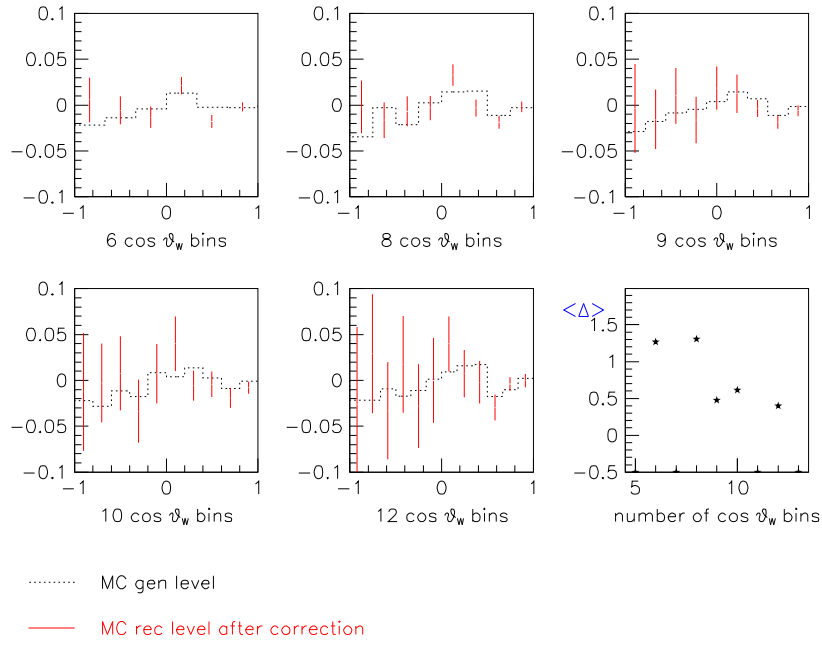 0.1 0.1 0.1
0.05 0.05 0.05
0 0 0
−0.05 −0.05 −0.05
−0.1 −0.1 −0.1
−1 0 1 −1 0 1 −1 0 1
6 cos ϑw bins 8 cos ϑw bins 9 cos ϑw bins
0.1 0.1 <Δ>
0.05 0.05 1.5
0 0 0.5
−0.05 −0.05 0
−0.1 −0.1 −0.5
−1 0 1 −1 0 1 5 10
10 cos ϑw bins 12 cos ϑw bins number of cos ϑw bins
MC gen level
MC rec level after correction